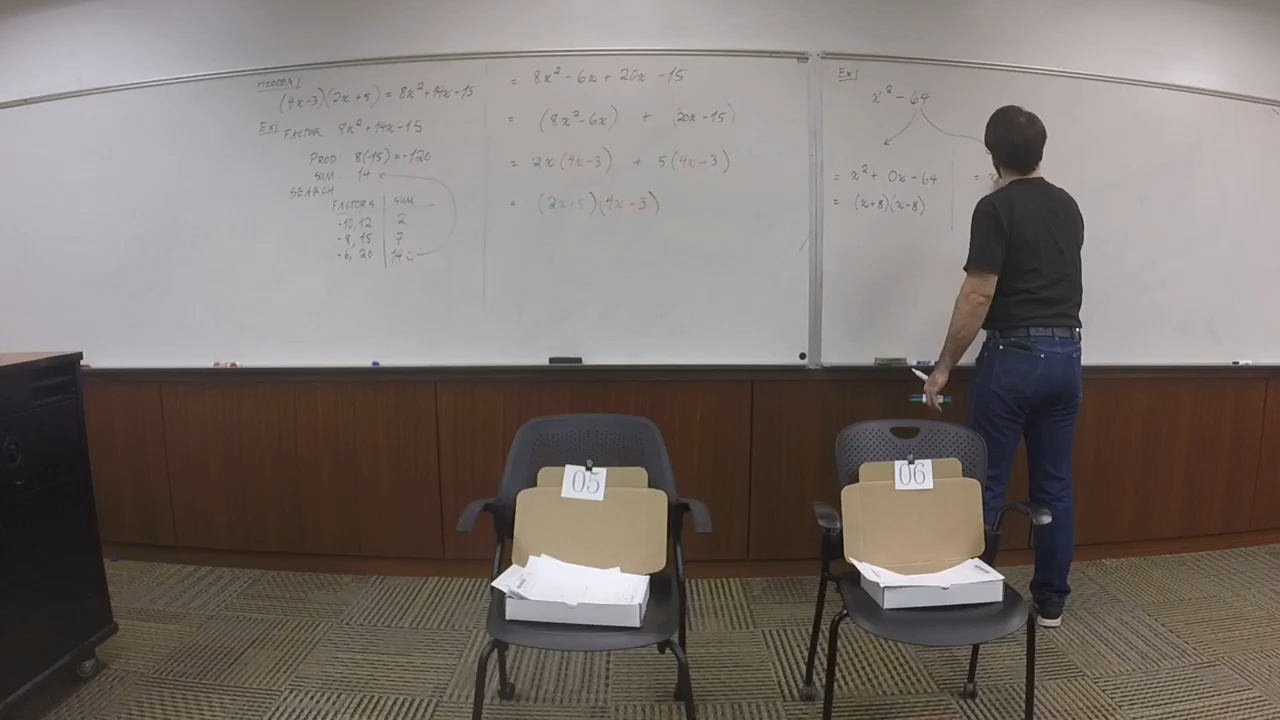 HIDDEN!
(4x-3)(2x+5) = 8x²+14x-15
Ex! FACTOR 8x²+14x-15
PROD: 8(-15) = -120
SUM: 14
SEARCH
FACTORS | SUM
-10, 12 | 2
-8, 15 | 7
-6, 20 | 14
= 8x² - 6x + 20x - 15
= (8x²-6x) + (20x-15)
= 2x(4x-3) + 5(4x-3)
= (2x+5)(4x-3)
Ex!
x² - 64
= x² + 0x - 64
= (x+8)(x-8)
=
05
06